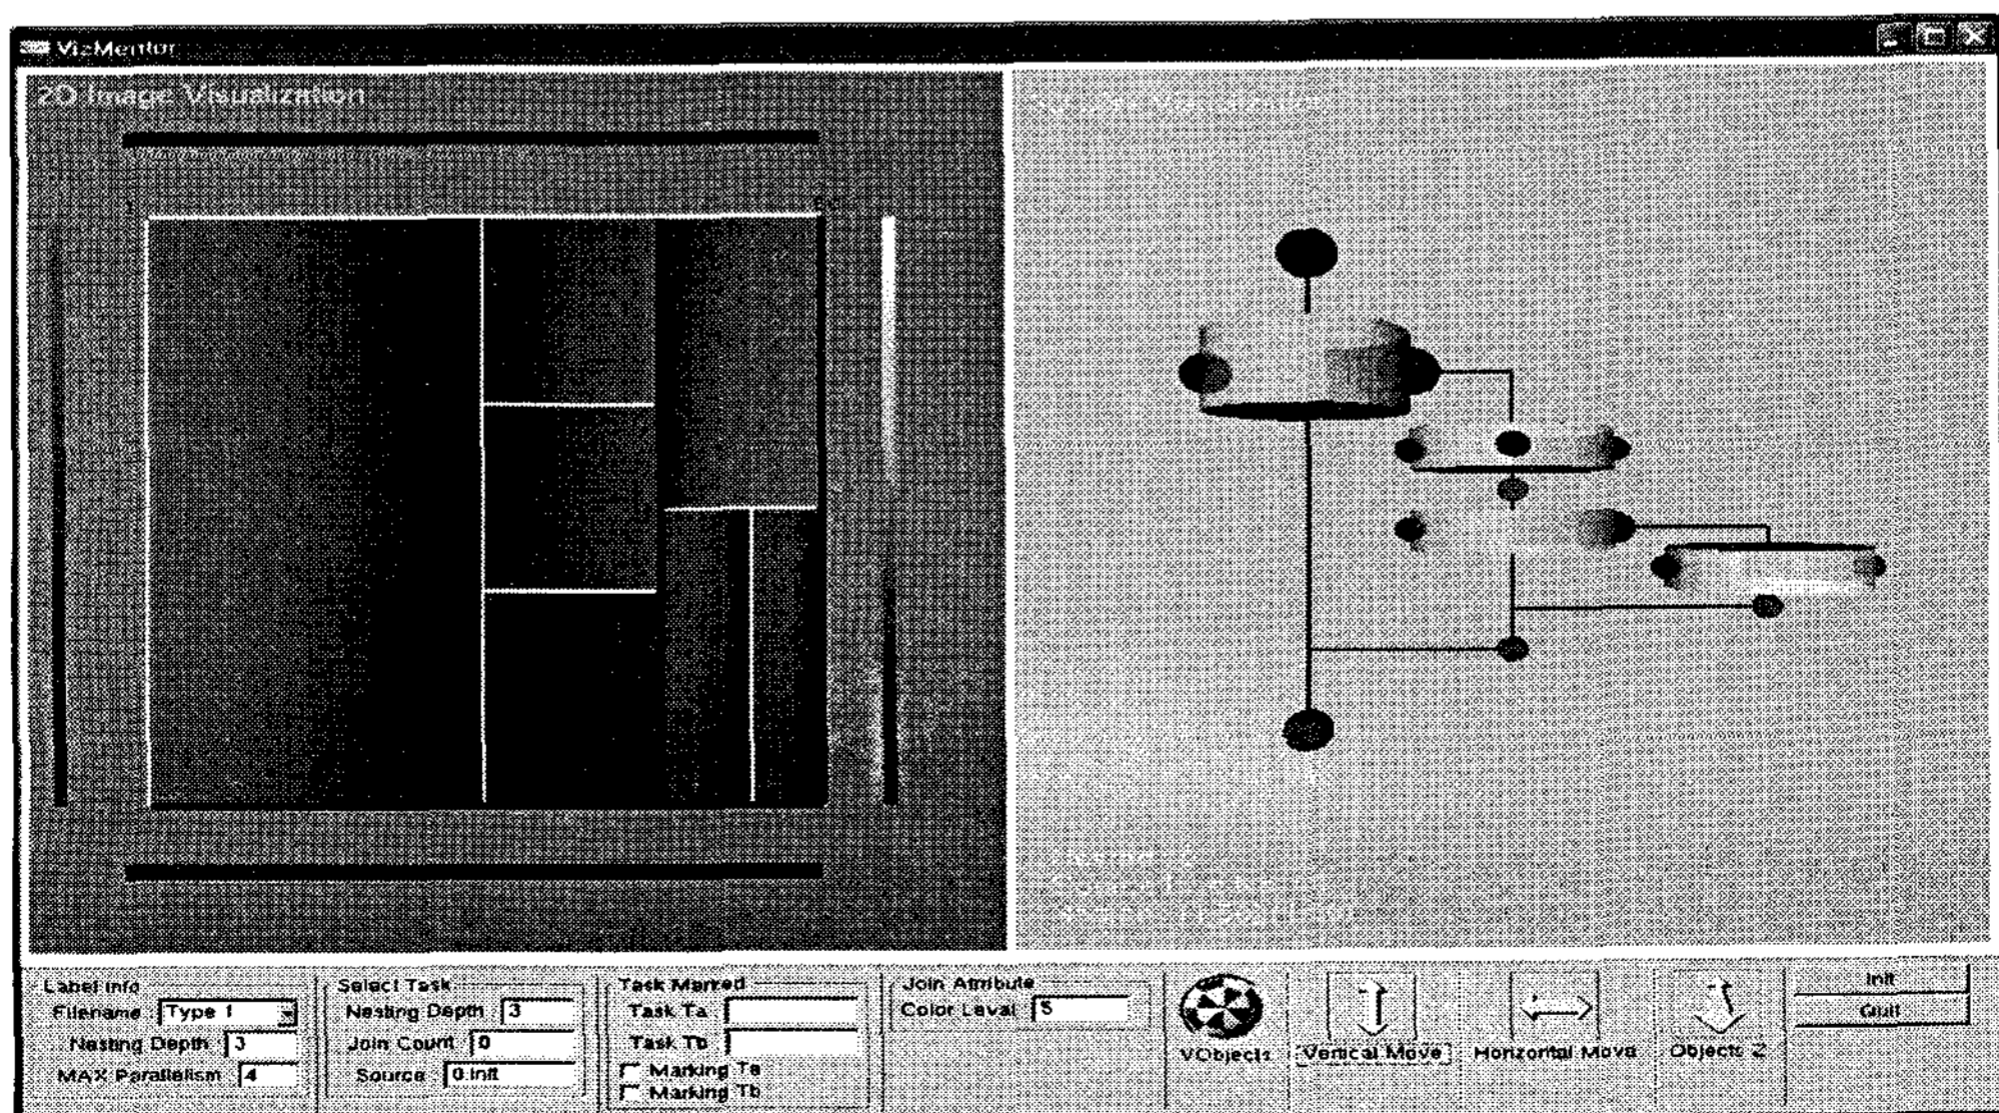 VizMentor
2D Image Visualization
Label Info
Filename : Type 1
Nesting Depth 3
MAX Parallelism 4
Select Task
Nesting Depth 3
Join Count 0
Source 0.Init
Task Marked
Task Ta
Task Tb
Marking Ta
Marking Tb
Join Attribute
Color Level 5
VObjects
Vertical Move
Horizontal Move
Objects Z
Init
Quit